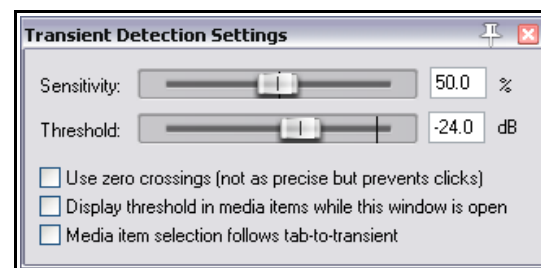 Transient Detection Settings
Sensitivity: 50.0 %
Threshold: -24.0 dB
Use zero crossings (not as precise but prevents clicks)
Display threshold in media items while this window is open
Media item selection follows tab-to-transient